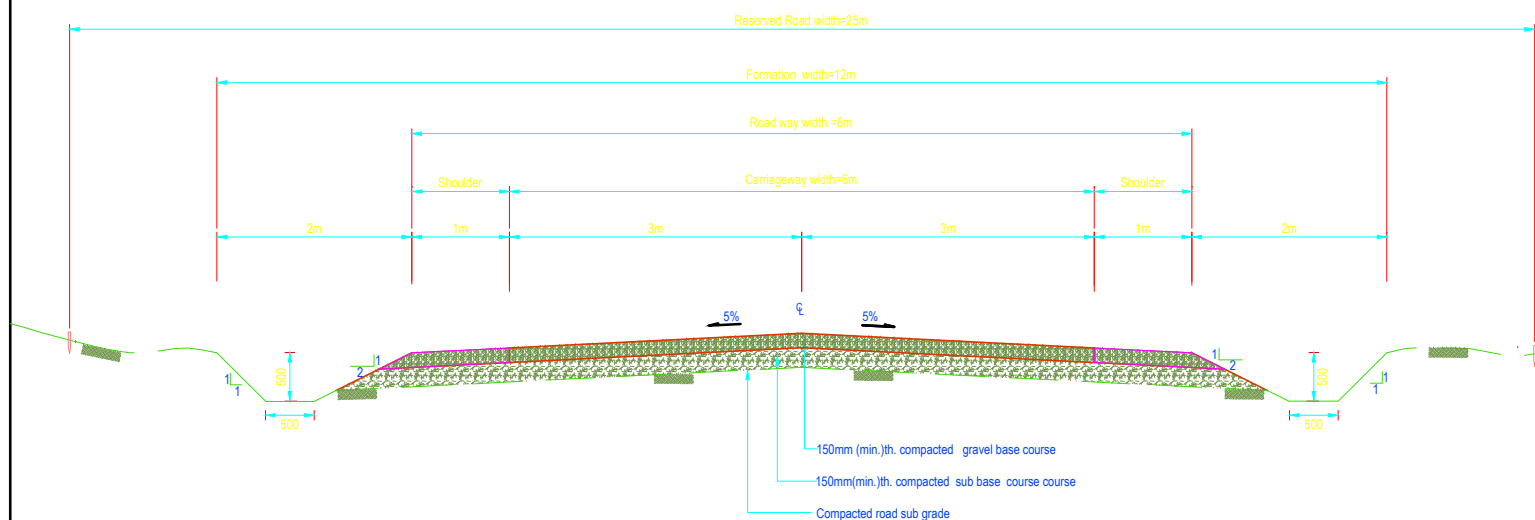 Reserved Road width=25m
Formation width=12m
Road way width =8m
Shoulder
Carriageway width=6m
Shoulder
2m
1m
3m
3m
1m
2m
℄
5%
5%
1
2
1
2
1
1
1
1
500
500
500
500
150mm (min.)th. compacted gravel base course
150mm(min.)th. compacted sub base course course
Compacted road sub grade